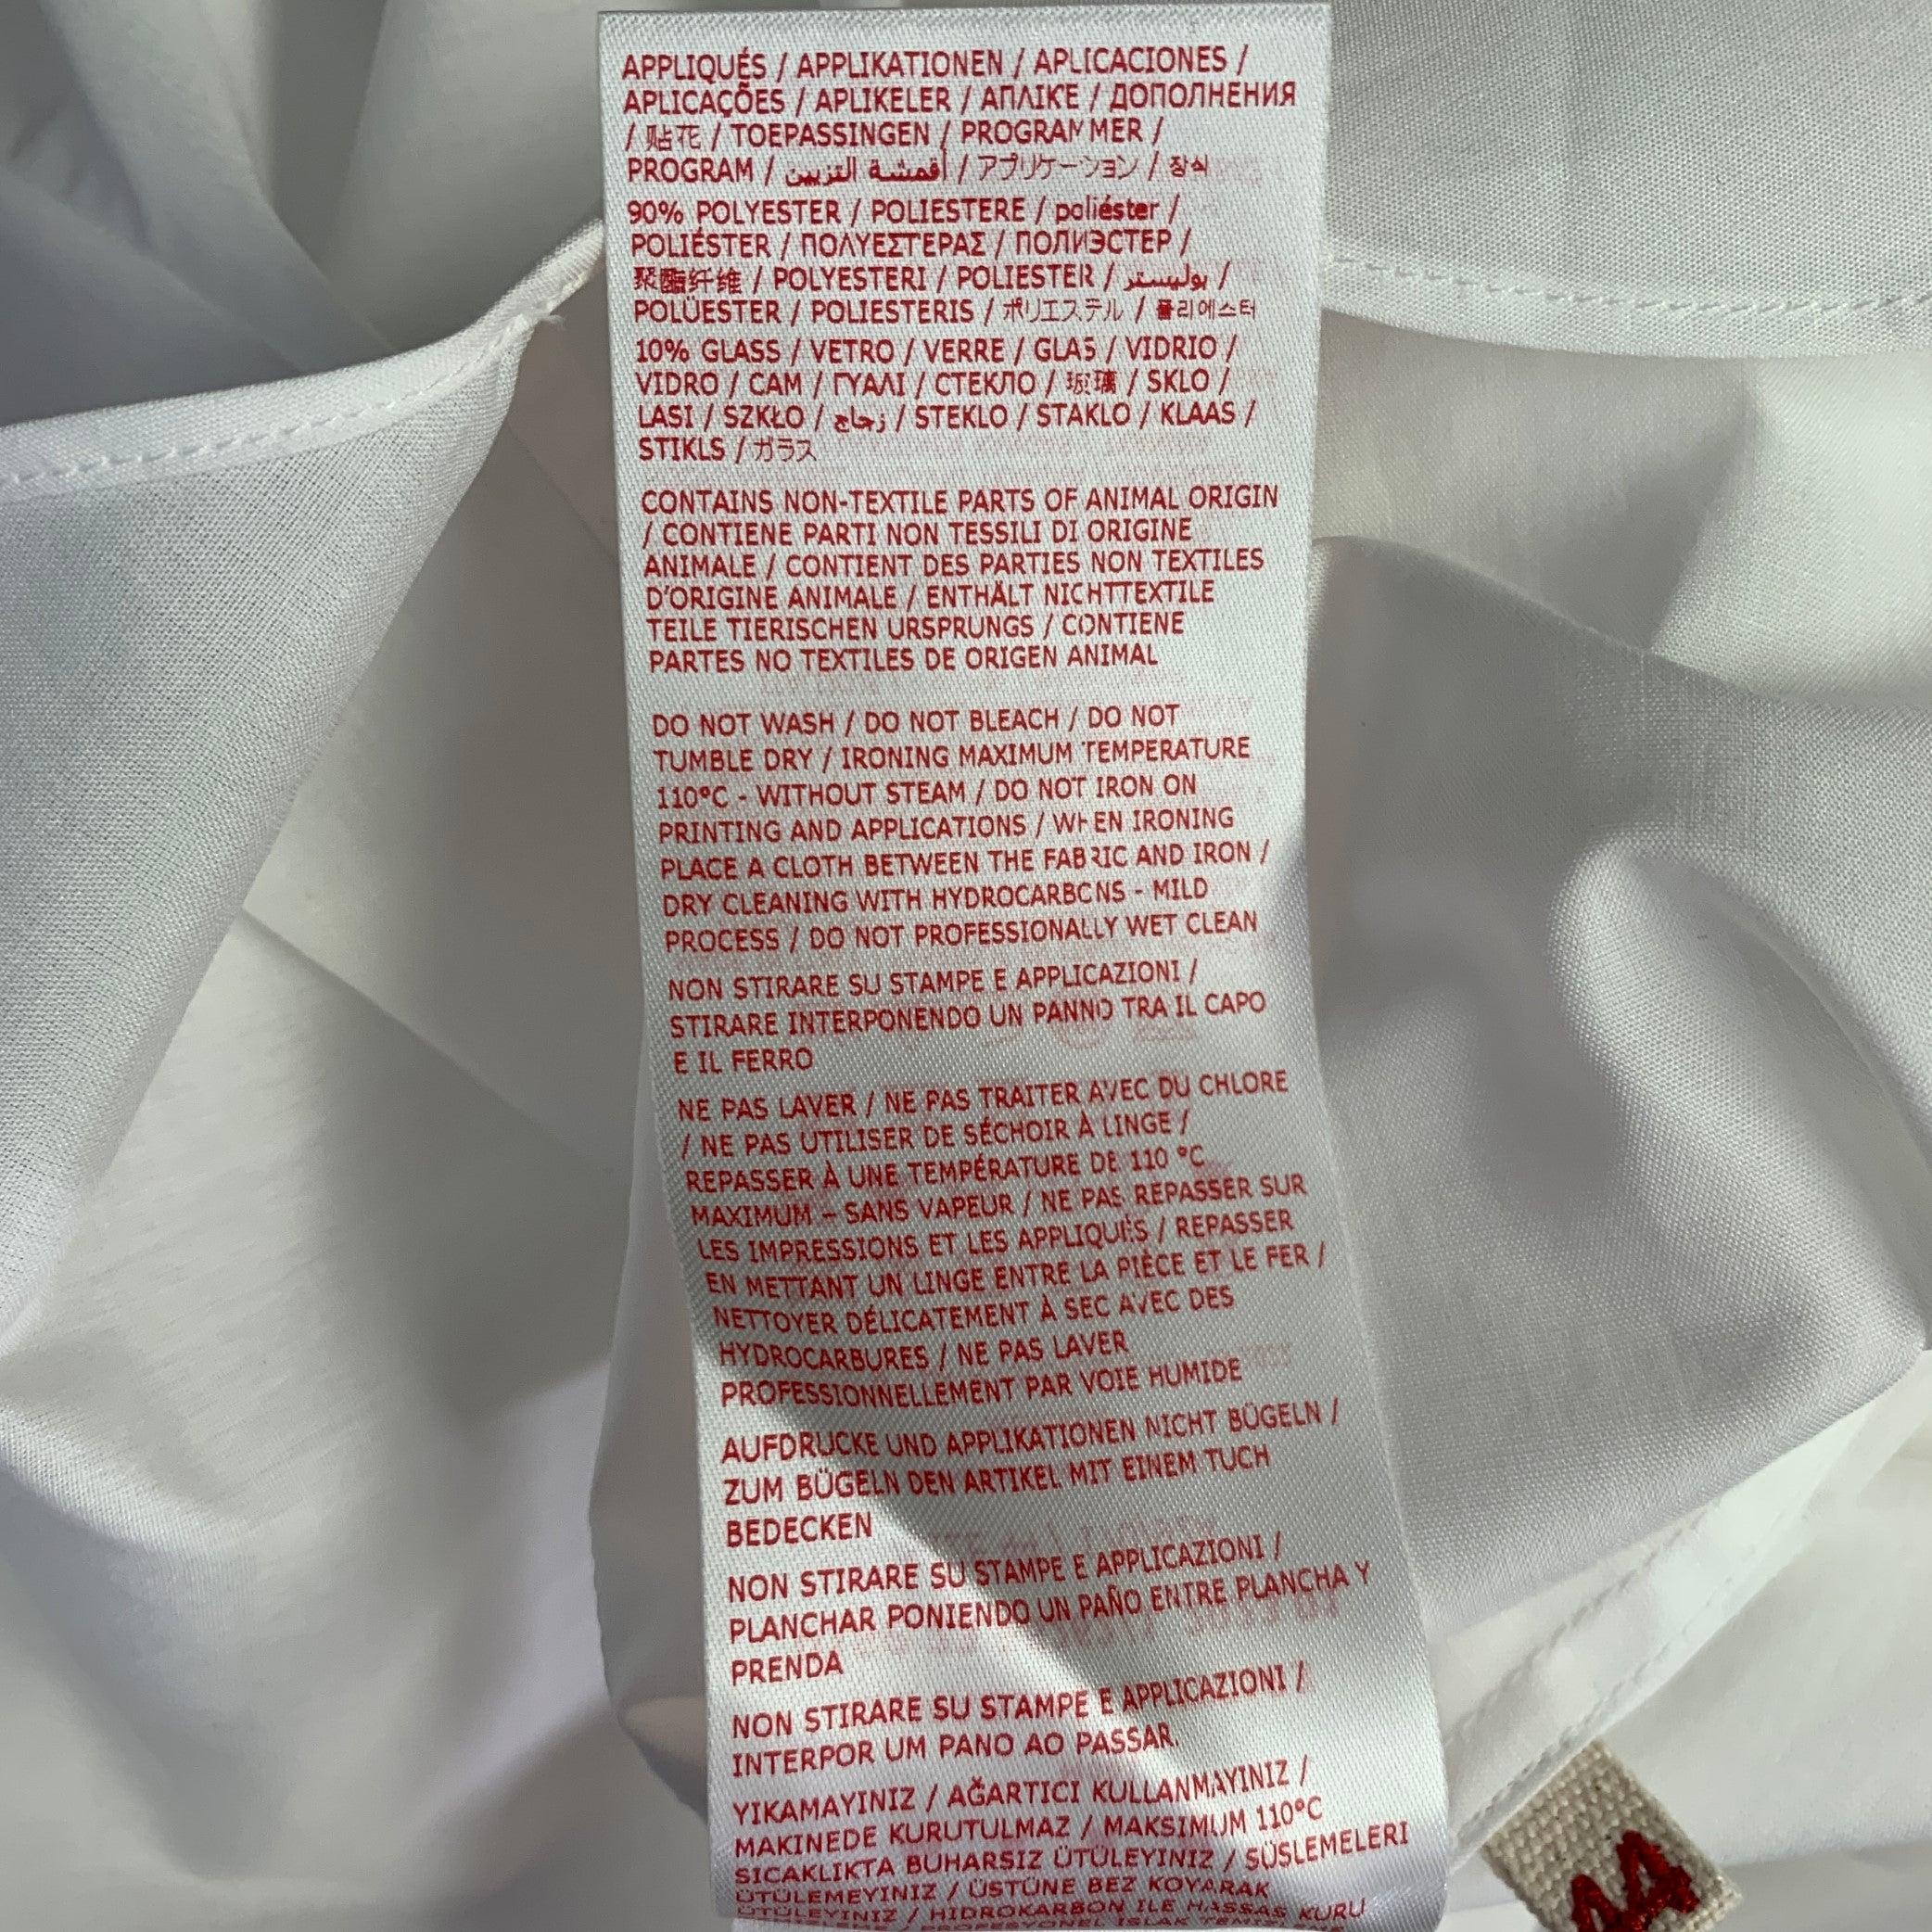 APPLIQUÉS / APPLIKATIONEN / APLICACIONES /
APLICAÇÕES / APLIKELER / ΑΠΛΙΚΕ / ДОПОЛНЕНИЯ
/ 贴花 / TOEPASSINGEN / PROGRAMMER /
PROGRAM / أقمشة التزيين / アプリケーション / 장식
90% POLYESTER / POLIESTERE / poliéster /
POLIÉSTER / ΠΟΛΥΕΣΤΕΡΑΣ / ПОЛИЭСТЕР /
聚酯纤维 / POLYESTERI / POLIESTER / بوليستر /
POLÜESTER / POLIESTERIS / ポリエステル / 폴리에스터
10% GLASS / VETRO / VERRE / GLAS / VIDRIO /
VIDRO / CAM / ΓΥΑΛΙ / СТЕКЛО / 玻璃 / SKLO /
LASI / SZKŁO / زجاج / STEKLO / STAKLO / KLAAS /
STIKLS / ガラス
CONTAINS NON-TEXTILE PARTS OF ANIMAL ORIGIN
/ CONTIENE PARTI NON TESSILI DI ORIGINE
ANIMALE / CONTIENT DES PARTIES NON TEXTILES
D'ORIGINE ANIMALE / ENTHÄLT NICHTTEXTILE
TEILE TIERISCHEN URSPRUNGS / CONTIENE
PARTES NO TEXTILES DE ORIGEN ANIMAL
DO NOT WASH / DO NOT BLEACH / DO NOT
TUMBLE DRY / IRONING MAXIMUM TEMPERATURE
110°C - WITHOUT STEAM / DO NOT IRON ON
PRINTING AND APPLICATIONS / WHEN IRONING
PLACE A CLOTH BETWEEN THE FABRIC AND IRON /
DRY CLEANING WITH HYDROCARBONS - MILD
PROCESS / DO NOT PROFESSIONALLY WET CLEAN
NON STIRARE SU STAMPE E APPLICAZIONI /
STIRARE INTERPONENDO UN PANNO TRA IL CAPO
E IL FERRO
NE PAS LAVER / NE PAS TRAITER AVEC DU CHLORE
/ NE PAS UTILISER DE SÉCHOIR À LINGE /
REPASSER À UNE TEMPÉRATURE DE 110 °C
MAXIMUM – SANS VAPEUR / NE PAS REPASSER SUR
LES IMPRESSIONS ET LES APPLIQUÉS / REPASSER
EN METTANT UN LINGE ENTRE LA PIÈCE ET LE FER /
NETTOYER DÉLICATEMENT À SEC AVEC DES
HYDROCARBURES / NE PAS LAVER
PROFESSIONNELLEMENT PAR VOIE HUMIDE
AUFDRUCKE UND APPLIKATIONEN NICHT BÜGELN /
ZUM BÜGELN DEN ARTIKEL MIT EINEM TUCH
BEDECKEN
NON STIRARE SU STAMPE E APPLICAZIONI /
PLANCHAR PONIENDO UN PAÑO ENTRE PLANCHA Y
PRENDA
NON STIRARE SU STAMPE E APPLICAZIONI /
INTERPOR UM PANO AO PASSAR.
YIKAMAYINIZ / AĞARTICI KULLANMAYINIZ /
MAKINEDE KURUTULMAZ / MAKSIMUM 110°C
SICAKLIKTA BUHARSIZ ÜTÜLEYINIZ / SÜSLEMELERI
ÜTÜLEMEYINIZ / ÜSTÜNE BEZ KOYARAK
ÜTÜLEYINIZ / HIDROKARBON ILE HASSAS KURU
PROFESYONEL ISLAK
44